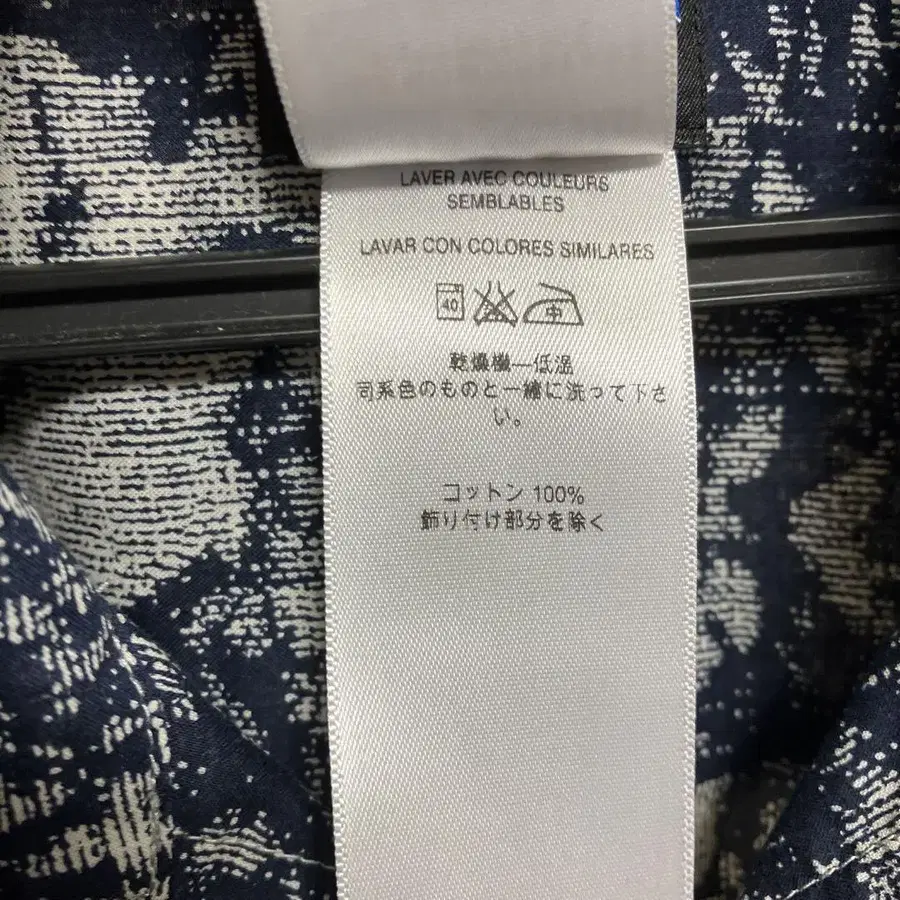 LAVER AVEC COULEURS
SEMBLABLES
LAVAR CON COLORES SIMILARES
40 中
乾燥機—低温
司系色のものと一緒に洗って下さ
い。
コットン 100%
飾り付け部分を除く